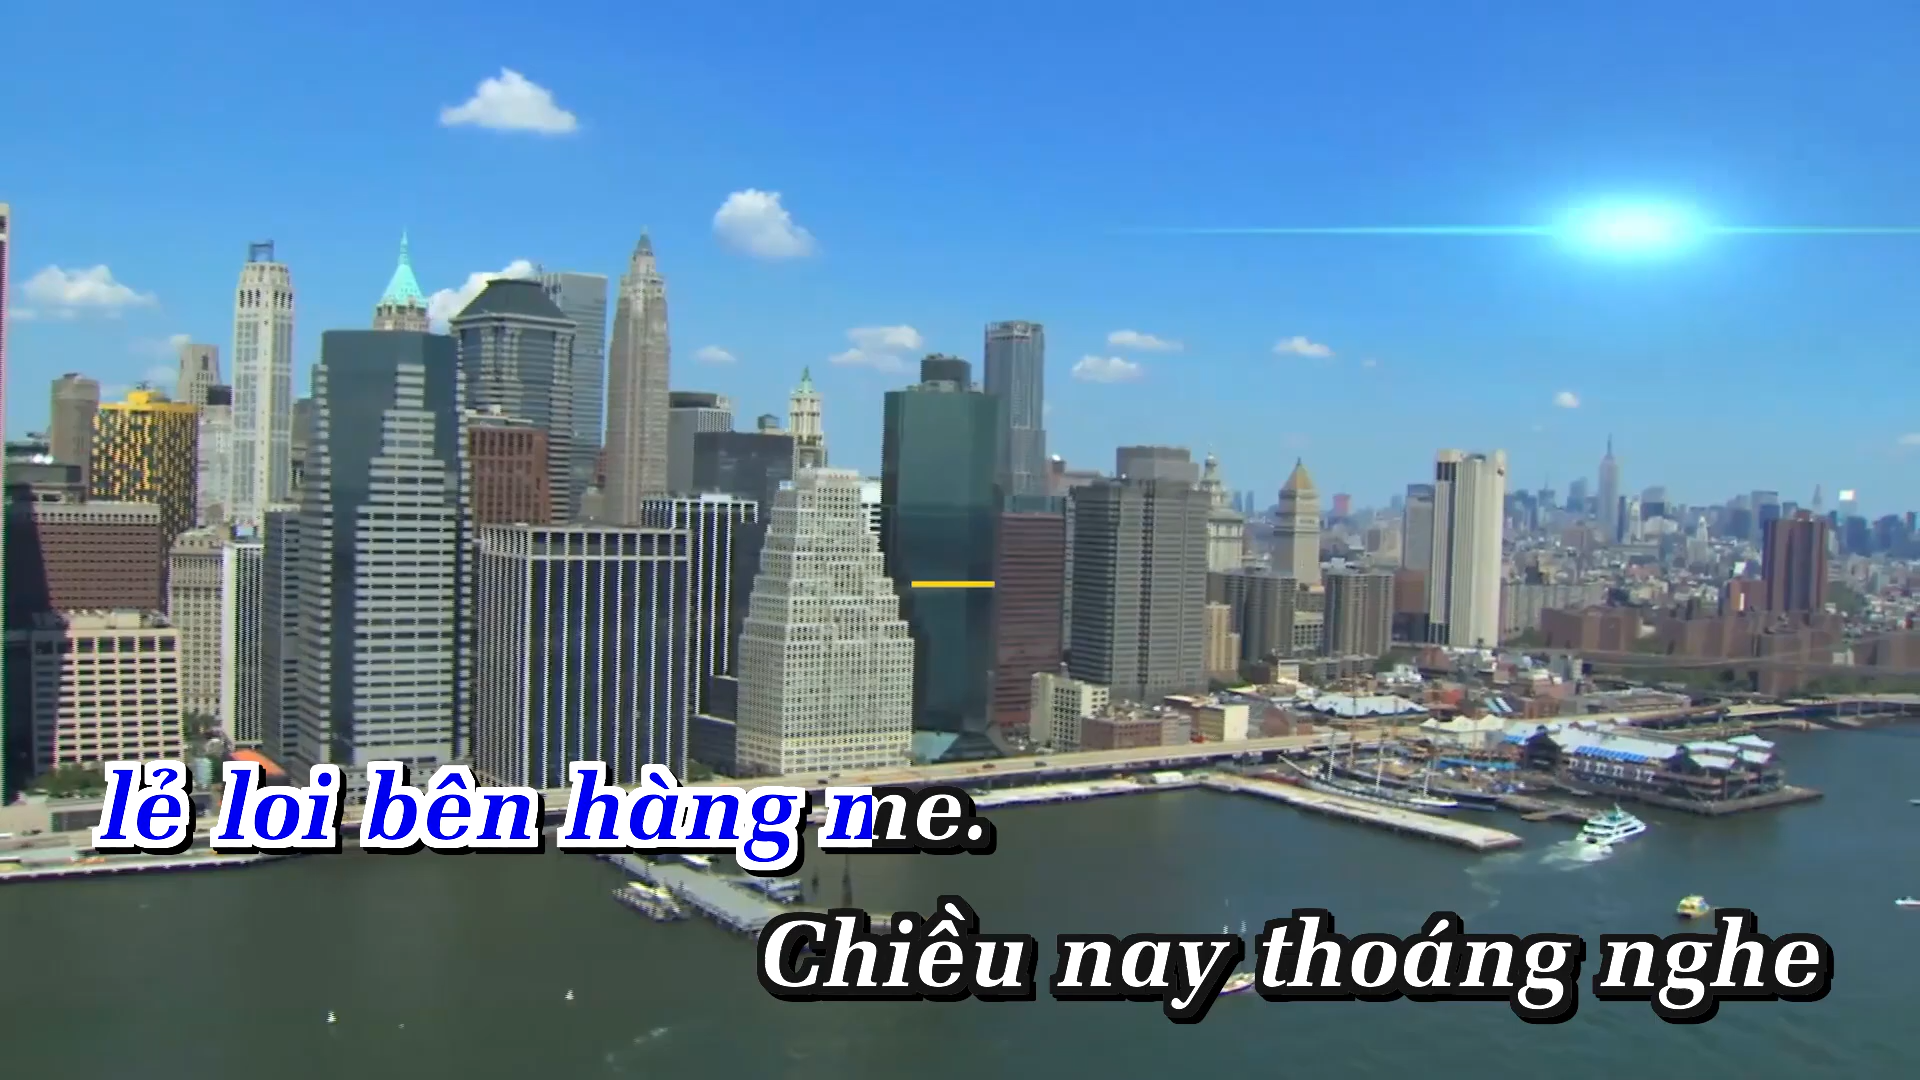 lẻ loi bên hàng me.
Chiều nay thoáng nghe